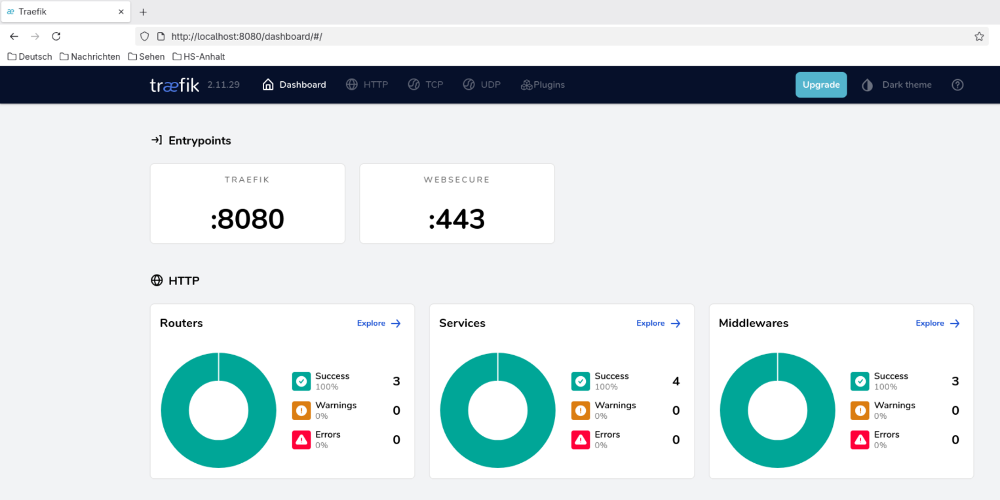 Traefik
http://localhost:8080/dashboard/#/
Deutsch Nachrichten Sehen HS-Anhalt
træfik 2.11.29 Dashboard HTTP TCP UDP Plugins Upgrade Dark theme
Entrypoints
TRAEFIK WEBSECURE
:8080 :443
HTTP
Routers Explore
Success 3
100%
Warnings 0
0%
Errors 0
0%
Services Explore
Success 4
100%
Warnings 0
0%
Errors 0
0%
Middlewares Explore
Success 3
100%
Warnings 0
0%
Errors 0
0%